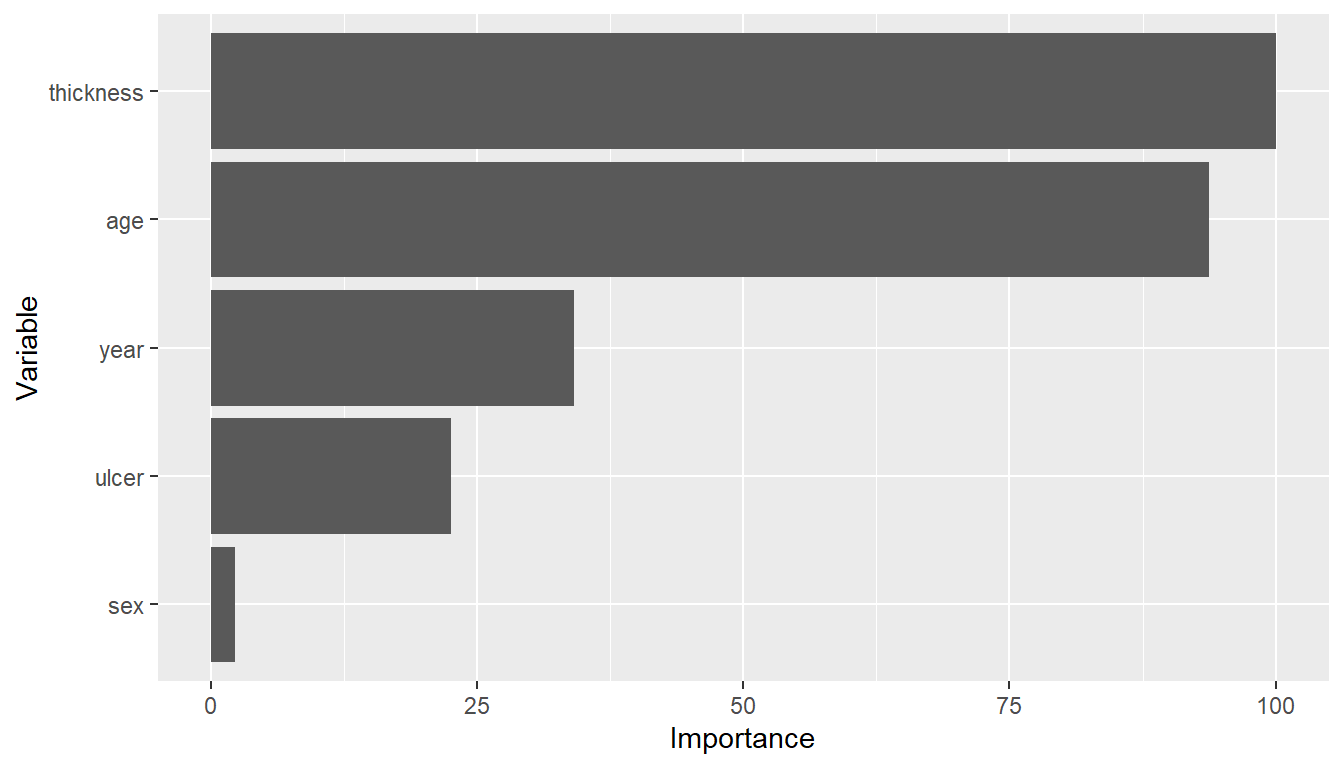 thickness
age
year
ulcer
sex
Variable
0 25 50 75 100
Importance